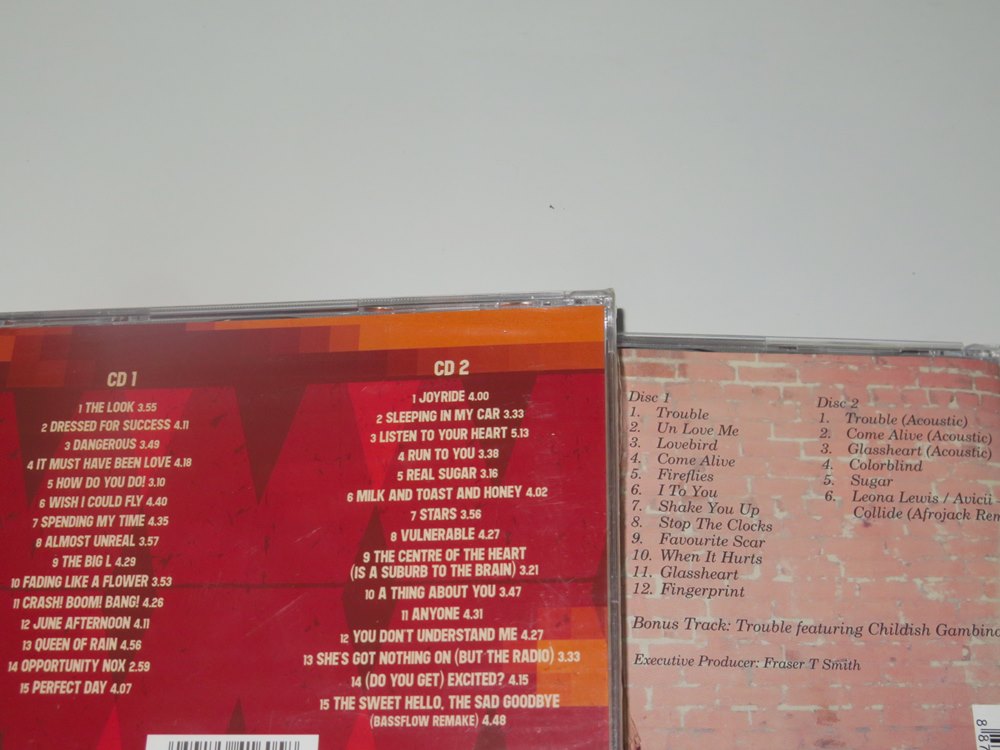 CD 1
1 THE LOOK 3.55
2 DRESSED FOR SUCCESS 4.11
3 DANGEROUS 3.49
4 IT MUST HAVE BEEN LOVE 4.18
5 HOW DO YOU DO! 3.10
6 WISH I COULD FLY 4.40
7 SPENDING MY TIME 4.35
8 ALMOST UNREAL 3.57
9 THE BIG L 4.29
10 FADING LIKE A FLOWER 3.53
11 CRASH! BOOM! BANG! 4.26
12 JUNE AFTERNOON 4.11
13 QUEEN OF RAIN 4.56
14 OPPORTUNITY NOX 2.59
15 PERFECT DAY 4.07
CD 2
1 JOYRIDE 4.00
2 SLEEPING IN MY CAR 3.33
3 LISTEN TO YOUR HEART 5.13
4 RUN TO YOU 3.38
5 REAL SUGAR 3.16
6 MILK AND TOAST AND HONEY 4.02
7 STARS 3.56
8 VULNERABLE 4.27
9 THE CENTRE OF THE HEART
(IS A SUBURB TO THE BRAIN) 3.21
10 A THING ABOUT YOU 3.47
11 ANYONE 4.31
12 YOU DON'T UNDERSTAND ME 4.27
13 SHE'S GOT NOTHING ON (BUT THE RADIO) 3.33
14 (DO YOU GET) EXCITED? 4.15
15 THE SWEET HELLO, THE SAD GOODBYE
(BASSFLOW REMAKE) 4.48
Disc 1
1. Trouble
2. Un Love Me
3. Lovebird
4. Come Alive
5. Fireflies
6. I To You
7. Shake You Up
8. Stop The Clocks
9. Favourite Scar
10. When It Hurts
11. Glassheart
12. Fingerprint
Disc 2
1. Trouble (Acoustic)
2. Come Alive (Acoustic)
3. Glassheart (Acoustic)
4. Colorblind
5. Sugar
6. Leona Lewis / Avicii -
Collide (Afrojack Rem
Bonus Track: Trouble featuring Childish Gambino
Executive Producer: Fraser T Smith